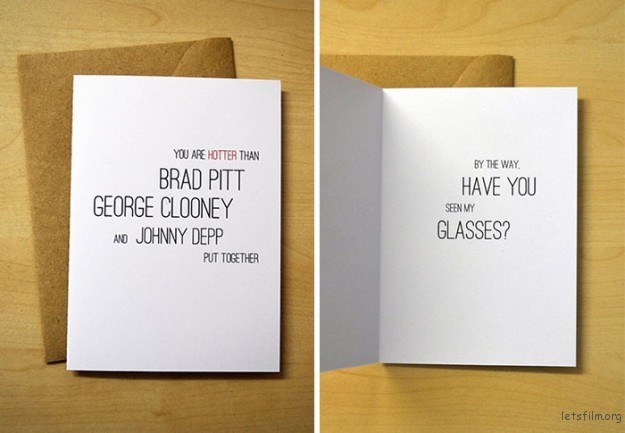 YOU ARE HOTTER THAN
BRAD PITT
GEORGE CLOONEY
AND JOHNNY DEPP
PUT TOGETHER
BY THE WAY,
HAVE YOU
SEEN MY
GLASSES?
letsfilm.org